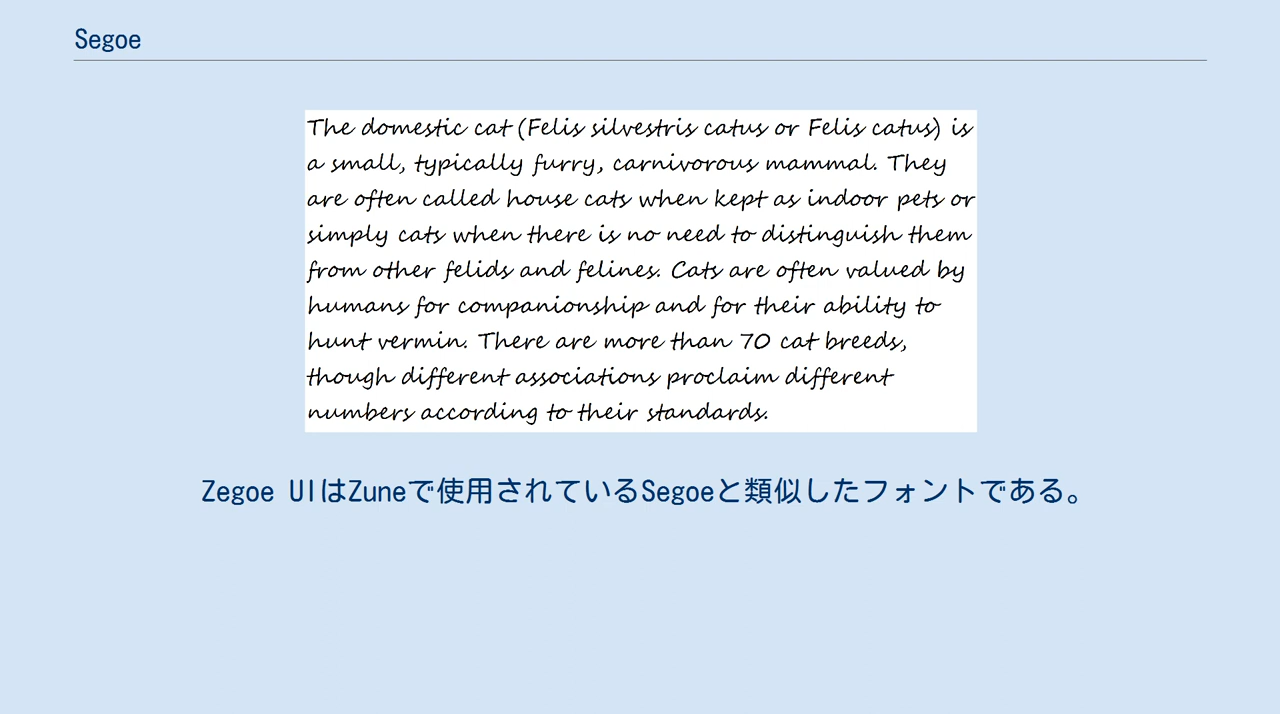 Segoe
The domestic cat (Felis silvestris catus or Felis catus) is
a small, typically furry, carnivorous mammal. They
are often called house cats when kept as indoor pets or
simply cats when there is no need to distinguish them
from other felids and felines. Cats are often valued by
humans for companionship and for their ability to
hunt vermin. There are more than 70 cat breeds,
though different associations proclaim different
numbers according to their standards.
Zegoe UIはZuneで使用されているSegoeと類似したフォントである。